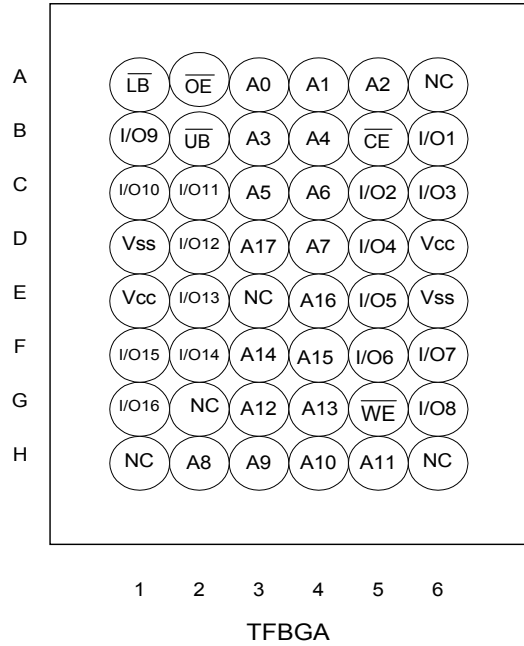 A LB OE A0 A1 A2 NC
B I/O9 UB A3 A4 CE I/O1
C I/O10 I/O11 A5 A6 I/O2 I/O3
D Vss I/O12 A17 A7 I/O4 Vcc
E Vcc I/O13 NC A16 I/O5 Vss
F I/O15 I/O14 A14 A15 I/O6 I/O7
G I/O16 NC A12 A13 WE I/O8
H NC A8 A9 A10 A11 NC
1 2 3 4 5 6
TFBGA